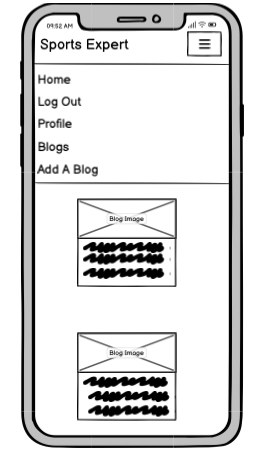 09:52 AM
Sports Expert
Home
Log Out
Profile
Blogs
Add A Blog
Blog Image
Blog Image